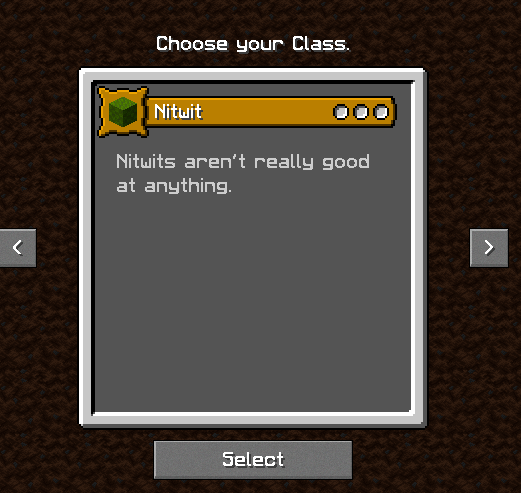 Choose your Class.
Nitwit
Nitwits aren't really good
at anything.
<
>
Select